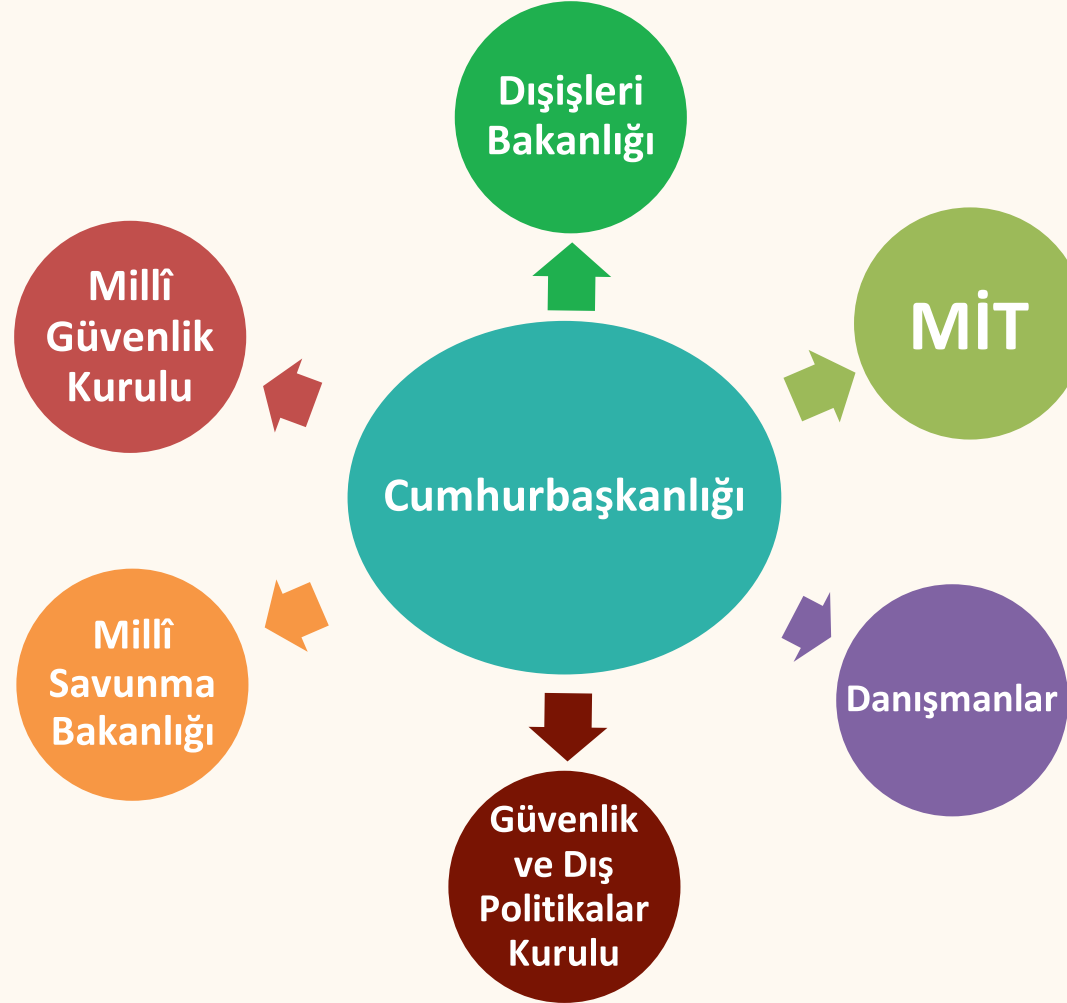 Dışişleri
Bakanlığı
Millî
Güvenlik
Kurulu
MİT
Cumhurbaşkanlığı
Millî
Savunma
Bakanlığı
Danışmanlar
Güvenlik
ve Dış
Politikalar
Kurulu